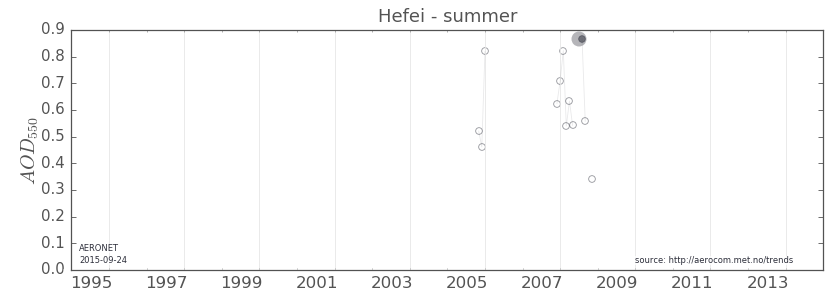 Hefei - summer
0.9
0.8
0.7
0.6
0.5
0.4
0.3
0.2
0.1
0.0
AOD550
AERONET
2015-09-24
source: http://aerocom.met.no/trends
1995 1997 1999 2001 2003 2005 2007 2009 2011 2013